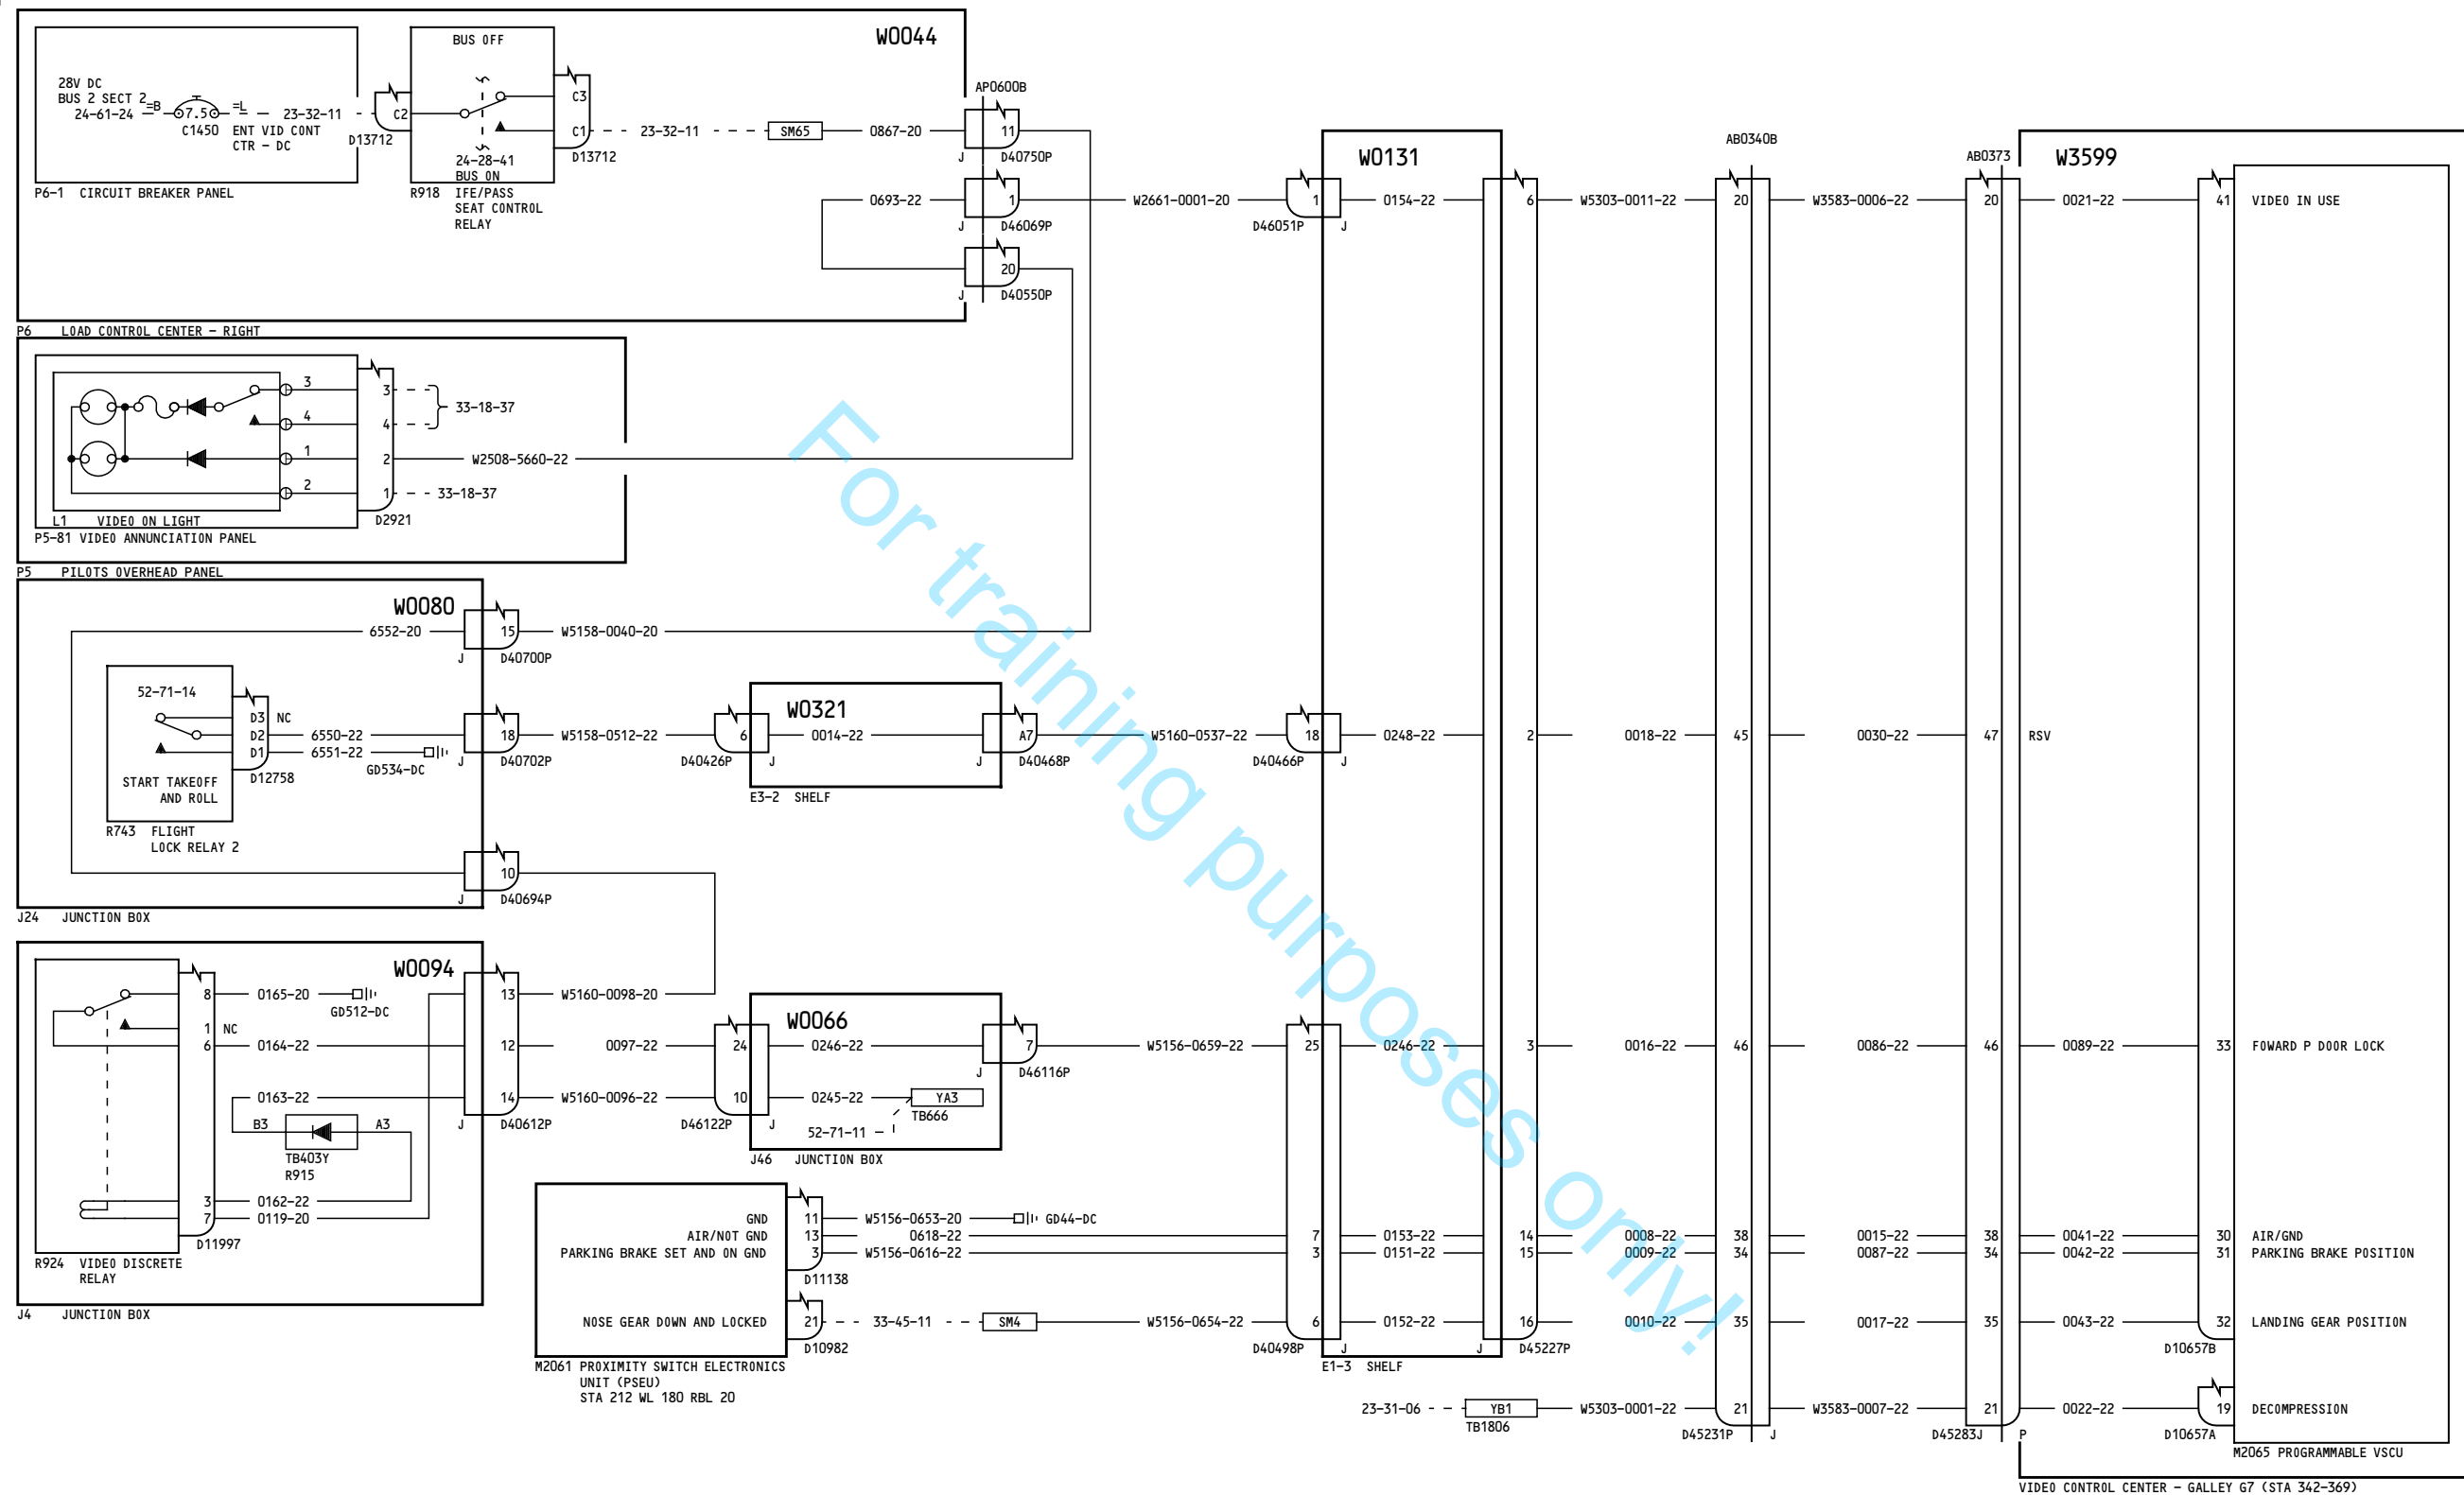 W0044
BUS OFF
28V DC
BUS 2 SECT 2
24-61-24
=B
7.5
=L
C1450
ENT VID CONT
CTR - DC
23-32-11
D13712
C2
C3
C1
D13712
24-28-41
BUS ON
R918 IFE/PASS
SEAT CONTROL
RELAY
P6-1 CIRCUIT BREAKER PANEL
23-32-11
SM65
0867-20
AP0600B
11
J
D40750P
0693-22
1
J
D46069P
20
J
D40550P
P6 LOAD CONTROL CENTER - RIGHT
W2661-0001-20
1
D46051P
J
W0131
0154-22
6
W5303-0011-22
AB0340B
20
W3583-0006-22
AB0373
20
W3599
0021-22
41
VIDEO IN USE
3
4
1
2
3
4
2
1
33-18-37
W2508-5660-22
33-18-37
D2921
L1 VIDEO ON LIGHT
P5-81 VIDEO ANNUNCIATION PANEL
P5 PILOTS OVERHEAD PANEL
W0080
6552-20
15
J
D40700P
W5158-0040-20
52-71-14
D3
NC
D2
D1
6550-22
6551-22
GD534-DC
D12758
START TAKEOFF
AND ROLL
R743 FLIGHT
LOCK RELAY 2
18
J
D40702P
W5158-0512-22
6
D40426P
J
W0321
0014-22
A7
J
D40468P
E3-2 SHELF
W5160-0537-22
18
D40466P
J
0248-22
2
0018-22
45
0030-22
47
RSV
10
J
D40694P
J24 JUNCTION BOX
W0094
8
0165-20
GD512-DC
1
NC
6
0164-22
0163-22
B3
A3
TB403Y
R915
3
0162-22
7
0119-20
D11997
R924 VIDEO DISCRETE
RELAY
J4 JUNCTION BOX
13
W5160-0098-20
12
0097-22
14
W5160-0096-22
J
D40612P
24
10
D46122P
J
W0066
0246-22
0245-22
YA3
TB666
52-71-11
J46 JUNCTION BOX
7
J
D46116P
W5156-0659-22
25
0246-22
3
0016-22
46
0086-22
46
0089-22
33
FOWARD P DOOR LOCK
GND
11
W5156-0653-20
GD44-DC
AIR/NOT GND
13
0618-22
7
0153-22
14
0008-22
38
0015-22
38
0041-22
30
AIR/GND
PARKING BRAKE SET AND ON GND
3
W5156-0616-22
3
0151-22
15
0009-22
34
0087-22
34
0042-22
31
PARKING BRAKE POSITION
D11138
NOSE GEAR DOWN AND LOCKED
21
33-45-11
SM4
W5156-0654-22
6
0152-22
16
0010-22
35
0017-22
35
0043-22
32
LANDING GEAR POSITION
D10982
D40498P
J
J
D45227P
D10657B
M2061 PROXIMITY SWITCH ELECTRONICS
UNIT (PSEU)
STA 212 WL 180 RBL 20
E1-3 SHELF
23-31-06
YB1
TB1806
W5303-0001-22
21
W3583-0007-22
21
0022-22
19
DECOMPRESSION
D45231P
J
D45283J
P
D10657A
M2065 PROGRAMMABLE VSCU
VIDEO CONTROL CENTER - GALLEY G7 (STA 342-369)
For training purposes only!